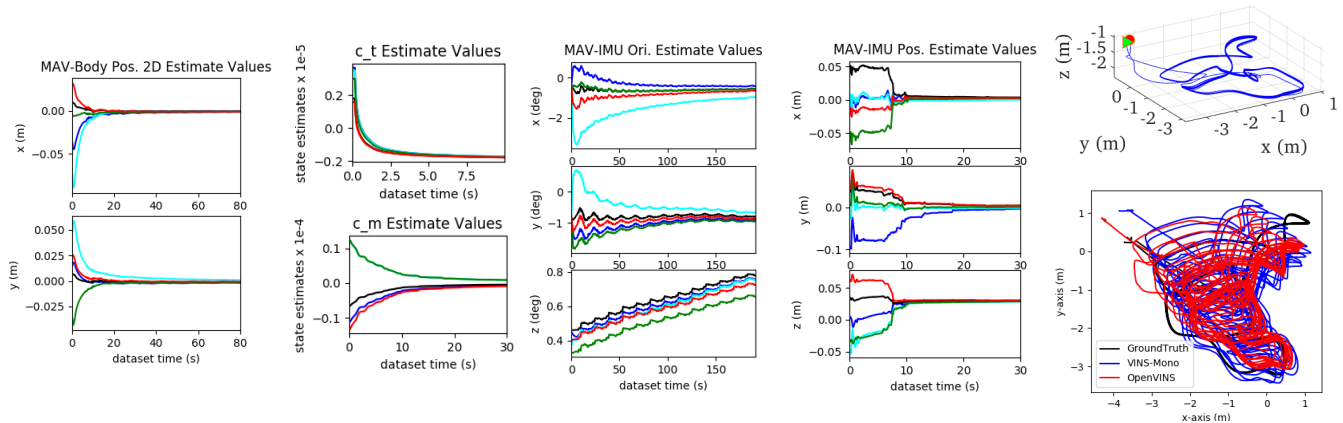 MAV-Body Pos. 2D Estimate Values
x (m)
0.00
−0.05
0 20 40 60 80
y (m)
0.050
0.025
0.000
−0.025
0 20 40 60 80
dataset time (s)
c_t Estimate Values
state estimates x 1e-5
0.2
0.0
−0.2
2.5 5.0 7.5
dataset time (s)
c_m Estimate Values
state estimates x 1e-4
0.1
0.0
−0.1
0 10 20 30
dataset time (s)
MAV-IMU Ori. Estimate Values
x (deg)
0
−2
0 50 100 150
y (deg)
0
−1
0 50 100 150
z (deg)
0.8
0.6
0.4
0 50 100 150
dataset time (s)
MAV-IMU Pos. Estimate Values
x (m)
0.05
0.00
−0.05
0 10 20 30
y (m)
0.0
−0.1
0 10 20 30
z (m)
0.05
0.00
−0.05
0 10 20 30
dataset time (s)
z (m)
-1
-1.5
-2
0
-1
-2
-3
y (m)
-3
-2
-1
0
1
x (m)
y-axis (m)
1
0
−1
−2
−3
GroundTruth
VINS-Mono
OpenVINS
−4 −3 −2 −1 0 1
x-axis (m)